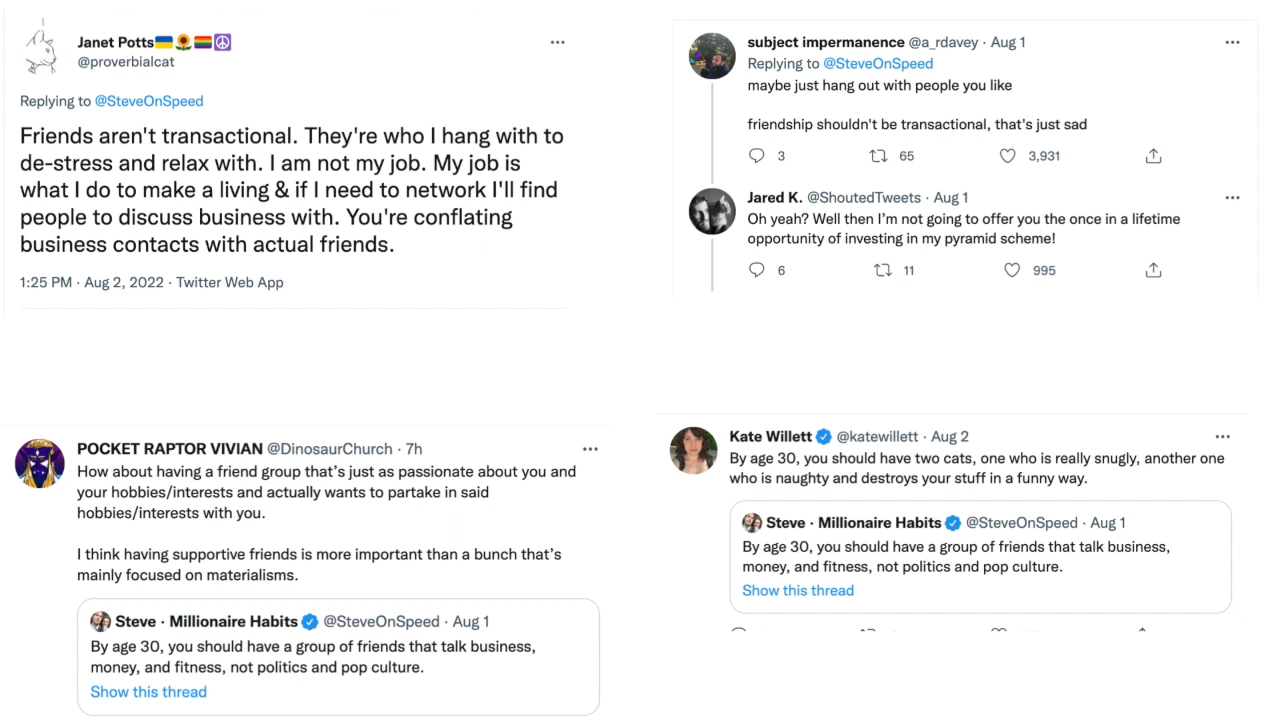 Janet Potts🇺🇦🌻🏳️‍🌈☮️
@proverbialcat
Replying to @SteveOnSpeed
Friends aren't transactional. They're who I hang with to
de-stress and relax with. I am not my job. My job is
what I do to make a living & if I need to network I'll find
people to discuss business with. You're conflating
business contacts with actual friends.
1:25 PM · Aug 2, 2022 · Twitter Web App
subject impermanence @a_rdavey · Aug 1
Replying to @SteveOnSpeed
maybe just hang out with people you like
friendship shouldn't be transactional, that's just sad
3 65 3,931
Jared K. @ShoutedTweets · Aug 1
Oh yeah? Well then I’m not going to offer you the once in a lifetime
opportunity of investing in my pyramid scheme!
6 11 995
POCKET RAPTOR VIVIAN @DinosaurChurch · 7h
How about having a friend group that’s just as passionate about you and
your hobbies/interests and actually wants to partake in said
hobbies/interests with you.
I think having supportive friends is more important than a bunch that’s
mainly focused on materialisms.
Steve · Millionaire Habits @SteveOnSpeed · Aug 1
By age 30, you should have a group of friends that talk business,
money, and fitness, not politics and pop culture.
Show this thread
Kate Willett @katewillett · Aug 2
By age 30, you should have two cats, one who is really snugly, another one
who is naughty and destroys your stuff in a funny way.
Steve · Millionaire Habits @SteveOnSpeed · Aug 1
By age 30, you should have a group of friends that talk business,
money, and fitness, not politics and pop culture.
Show this thread